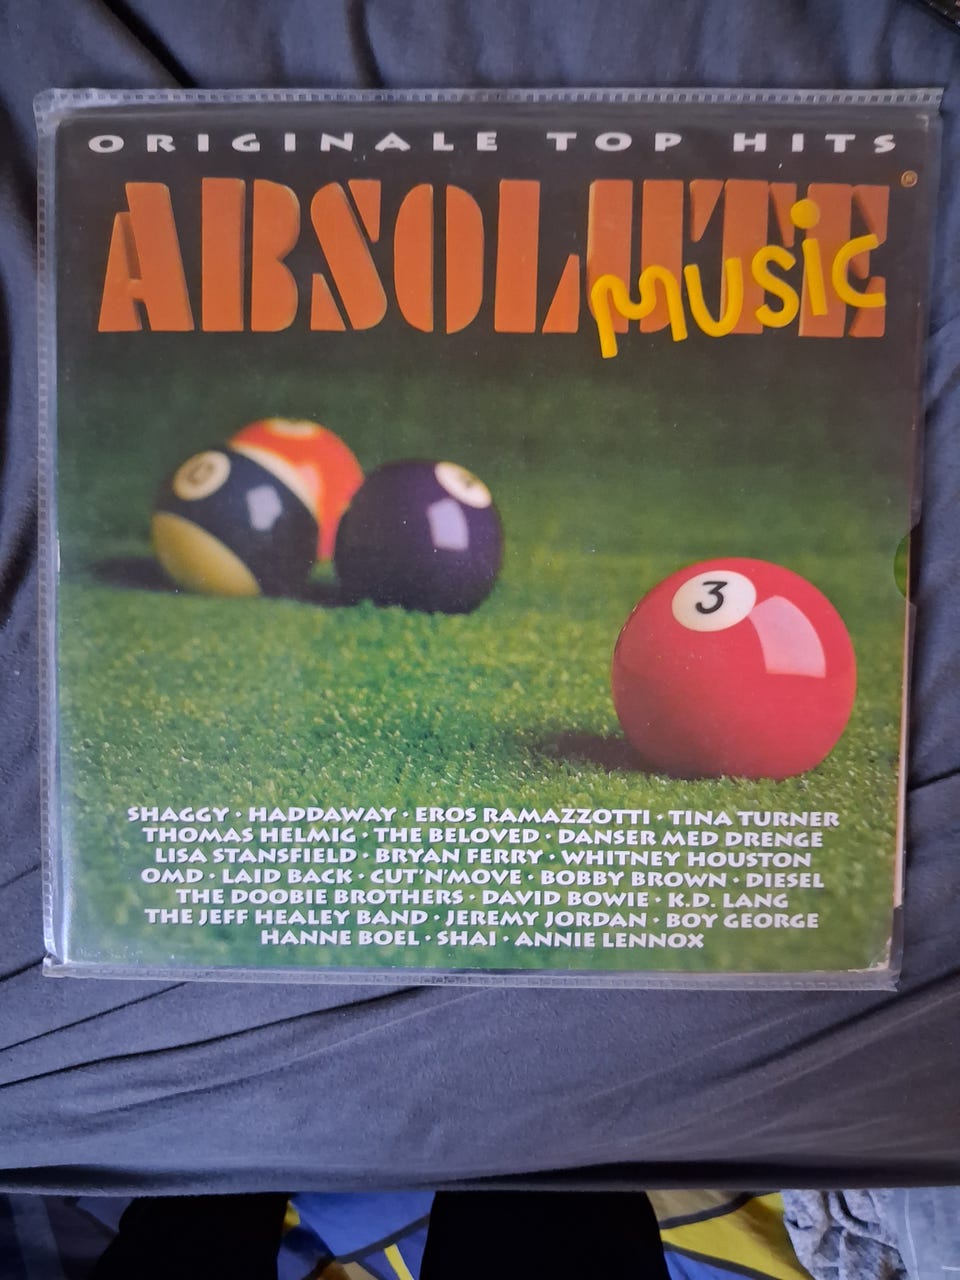 ORIGINALE TOP HITS
ABSOLUTE
music
®
3
SHAGGY · HADDAWAY · EROS RAMAZZOTTI · TINA TURNER
THOMAS HELMIG · THE BELOVED · DANSER MED DRENGE
LISA STANSFIELD · BRYAN FERRY · WHITNEY HOUSTON
OMD · LAID BACK · CUT'N'MOVE · BOBBY BROWN · DIESEL
THE DOOBIE BROTHERS · DAVID BOWIE · K.D. LANG
THE JEFF HEALEY BAND · JEREMY JORDAN · BOY GEORGE
HANNE BOEL · SHAI · ANNIE LENNOX